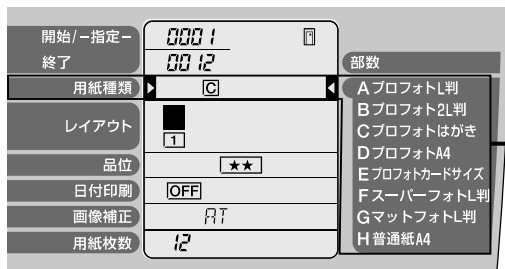 開始/−指定− 0001
終了 0012 部数
用紙種類 C
レイアウト 1
品位 ★★
日付印刷 OFF
画像補正 AT
用紙枚数 12
AプロフォトL判
Bプロフォト2L判
Cプロフォトはがき
DプロフォトA4
Eプロフォトカードサイズ
FスーパーフォトL判
GマットフォトL判
H普通紙A4